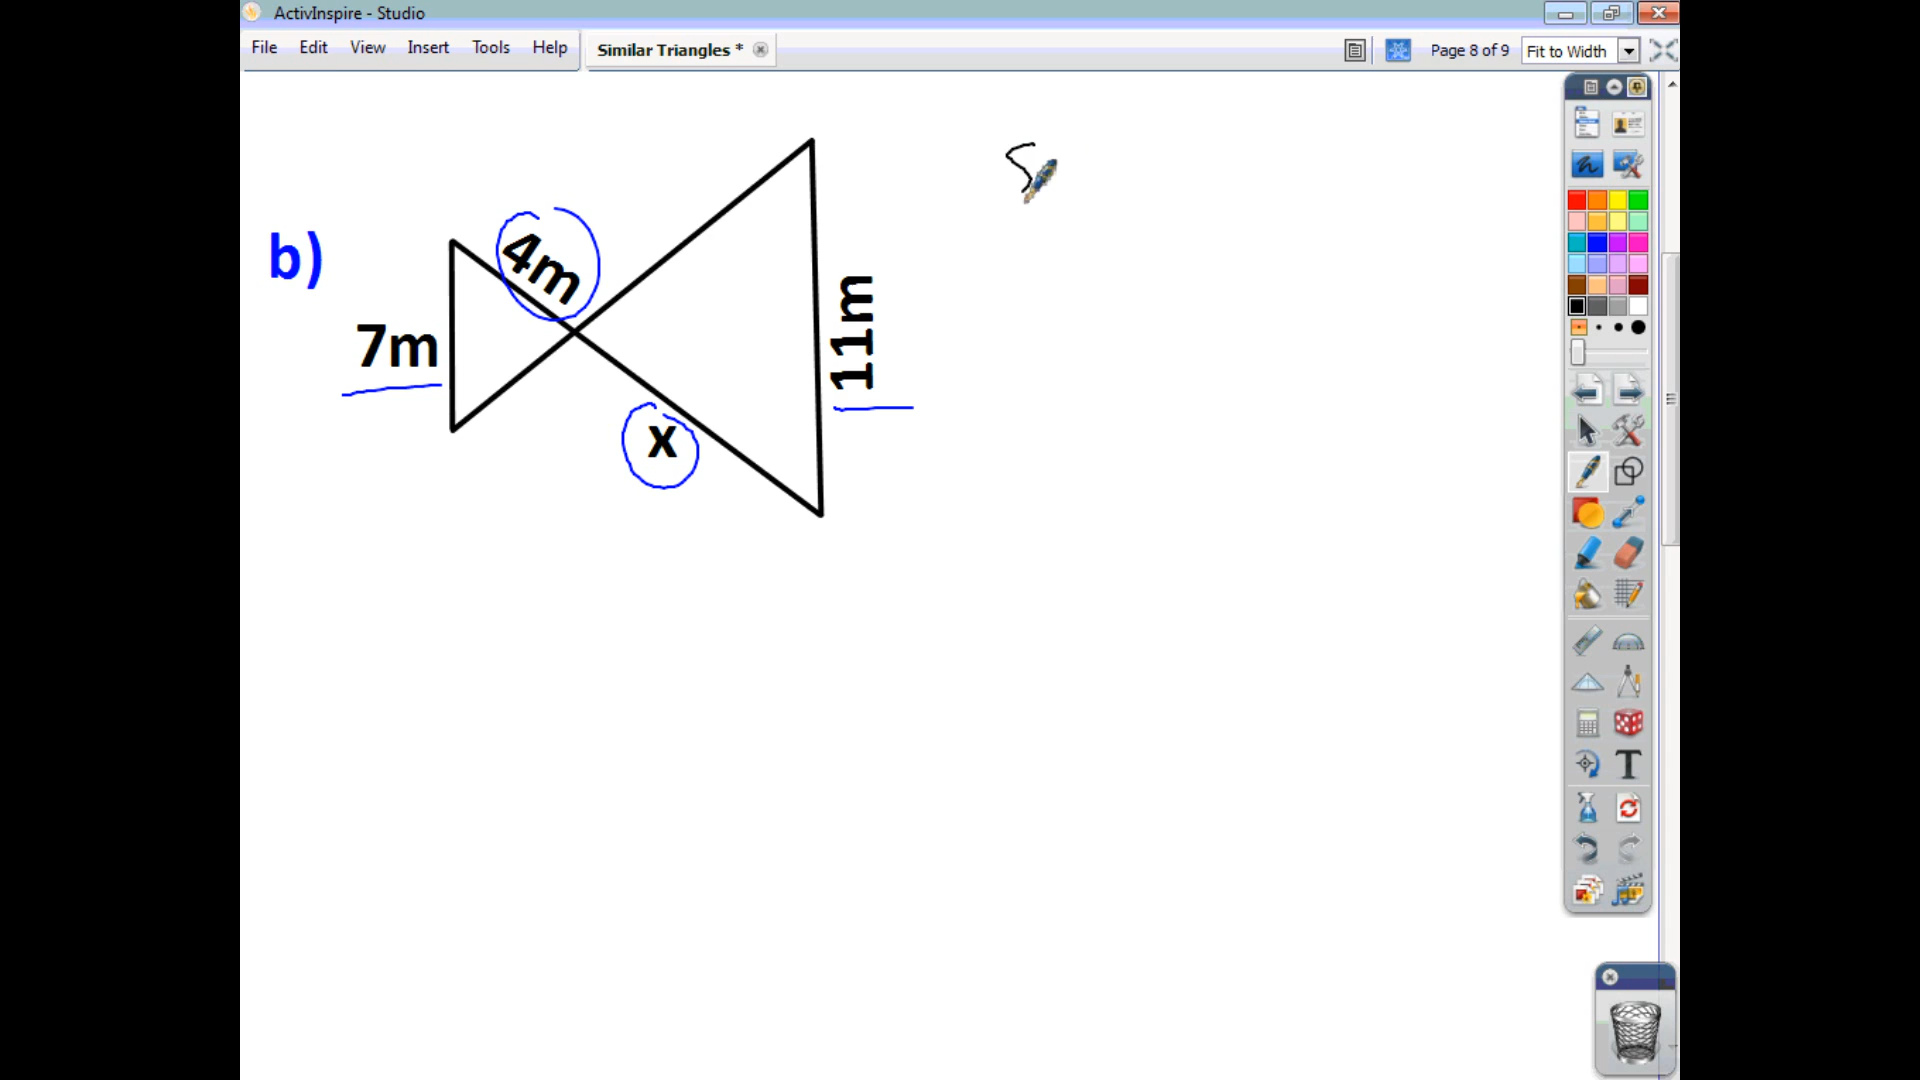 ActivInspire - Studio
File Edit View Insert Tools Help
Similar Triangles *
Page 8 of 9
Fit to Width
b)
4m
7m
11m
x
S